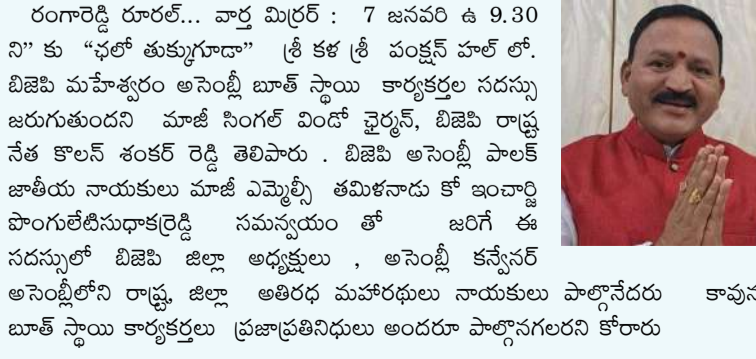 రంగారెడ్డి రూరల్... వార్త మిర్రర్ : 7 జనవరి ఉ 9.30
ని” కు “ఛలో తుక్కుగూడా” శ్రీ కళ శ్రీ పంక్షన్ హల్ లో.
బిజెపి మహేశ్వరం అసెంబ్లీ బూత్ స్థాయి కార్యకర్తల సదస్సు
జరుగుతుందని మాజీ సింగల్ విండో ఛైర్మన్, బిజెపి రాష్ట్ర
నేత కొలన్ శంకర్ రెడ్డి తెలిపారు . బిజెపి అసెంబ్లీ పాలక్
జాతీయ నాయకులు మాజీ ఎమ్మెల్సీ తమిళనాడు కో ఇంచార్జి
పొంగులేటిసుధాకర్రెడ్డి సమన్వయం తో జరిగే ఈ
సదస్సులో బిజెపి జిల్లా అధ్యక్షులు , అసెంబ్లీ కన్వేనర్
అసెంబ్లీలోని రాష్ట్ర, జిల్లా అతిరధ మహారథులు నాయకులు పాల్గొనేదరు
బూత్ స్థాయి కార్యకర్తలు ప్రజాప్రతినిధులు అందరూ పాల్గొనగలరని కోరారు